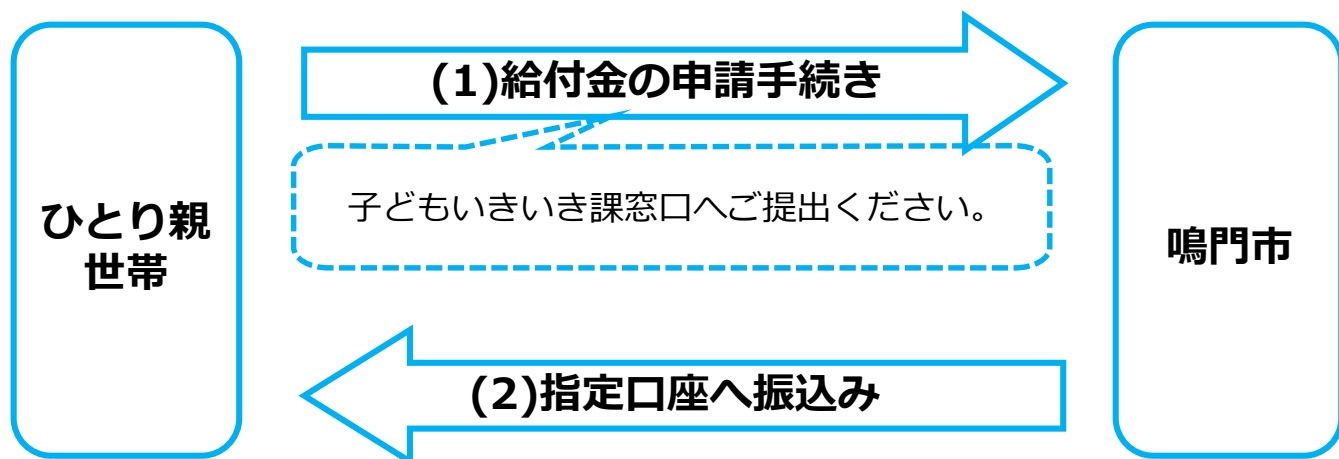 (1)給付金の申請手続き
子どもいきいき課窓口へご提出ください。
ひとり親
世帯
鳴門市
(2)指定口座へ振込み